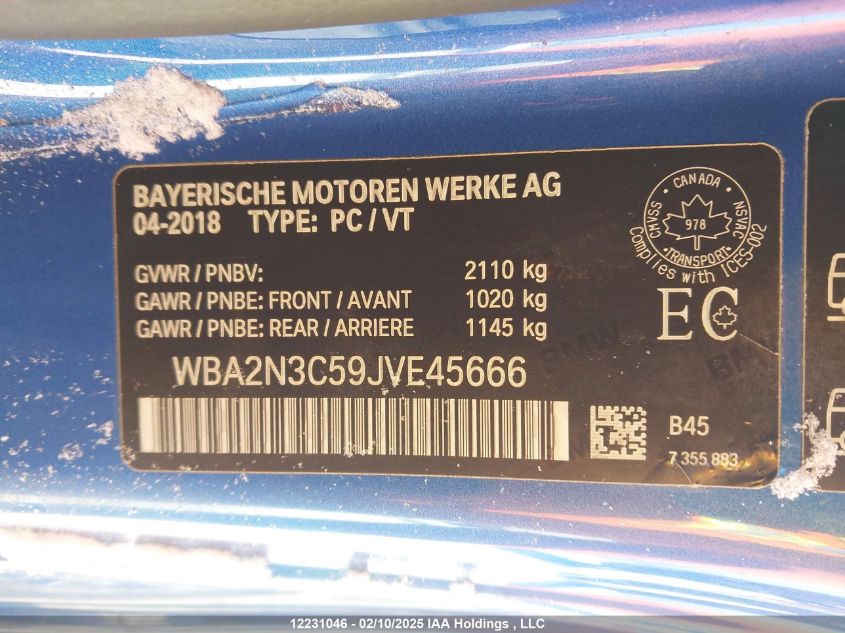 BAYERISCHE MOTOREN WERKE AG
04-2018 TYPE: PC / VT
CANADA
CMVSS
NSVAC
978
TRANSPORT
Complies with ICES-002
GVWR / PNBV: 2110 kg
GAWR / PNBE: FRONT / AVANT 1020 kg
GAWR / PNBE: REAR / ARRIERE 1145 kg
EC
WBA2N3C59JVE45666
B45
7 355 883
12231046 - 02/10/2025 IAA Holdings , LLC